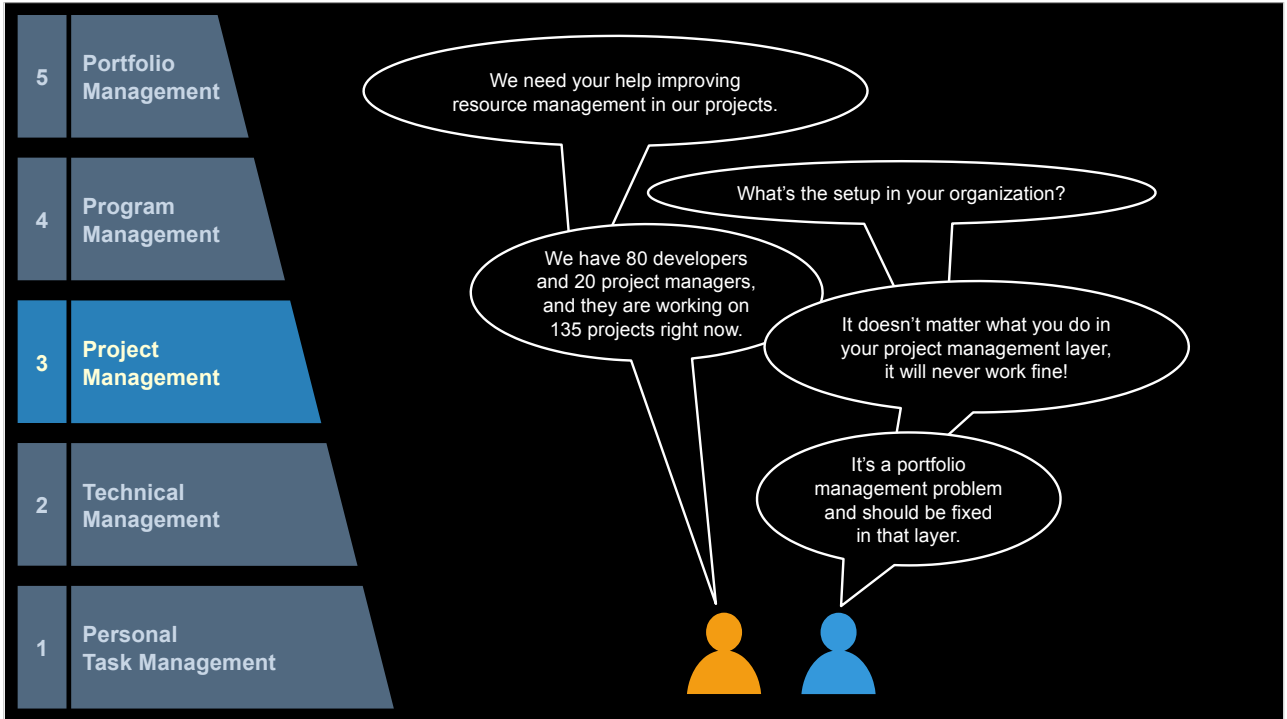 5
Portfolio
Management
4
Program
Management
3
Project
Management
2
Technical
Management
1
Personal
Task Management
We need your help improving
resource management in our projects.
What’s the setup in your organization?
We have 80 developers
and 20 project managers,
and they are working on
135 projects right now.
It doesn’t matter what you do in
your project management layer,
it will never work fine!
It’s a portfolio
management problem
and should be fixed
in that layer.